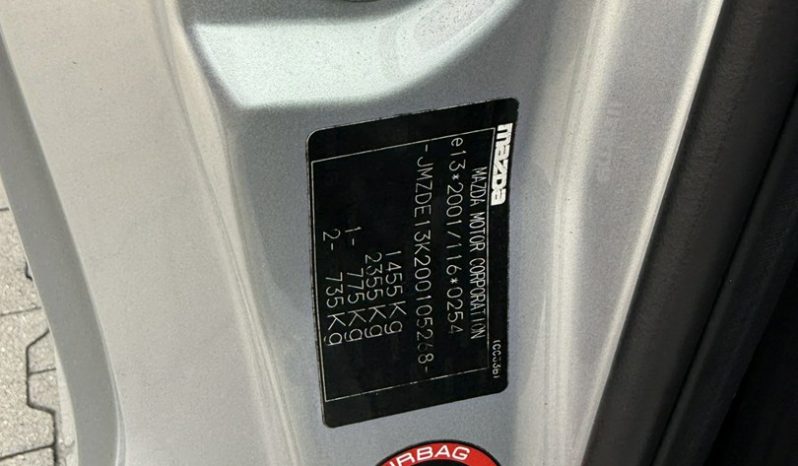 mazda
MAZDA MOTOR CORPORATION
e13*2001/116*0254
-JMZDE13K200105268-
1455 Kg
2355 Kg
1- 775 Kg
2- 735 Kg
AIRBAG